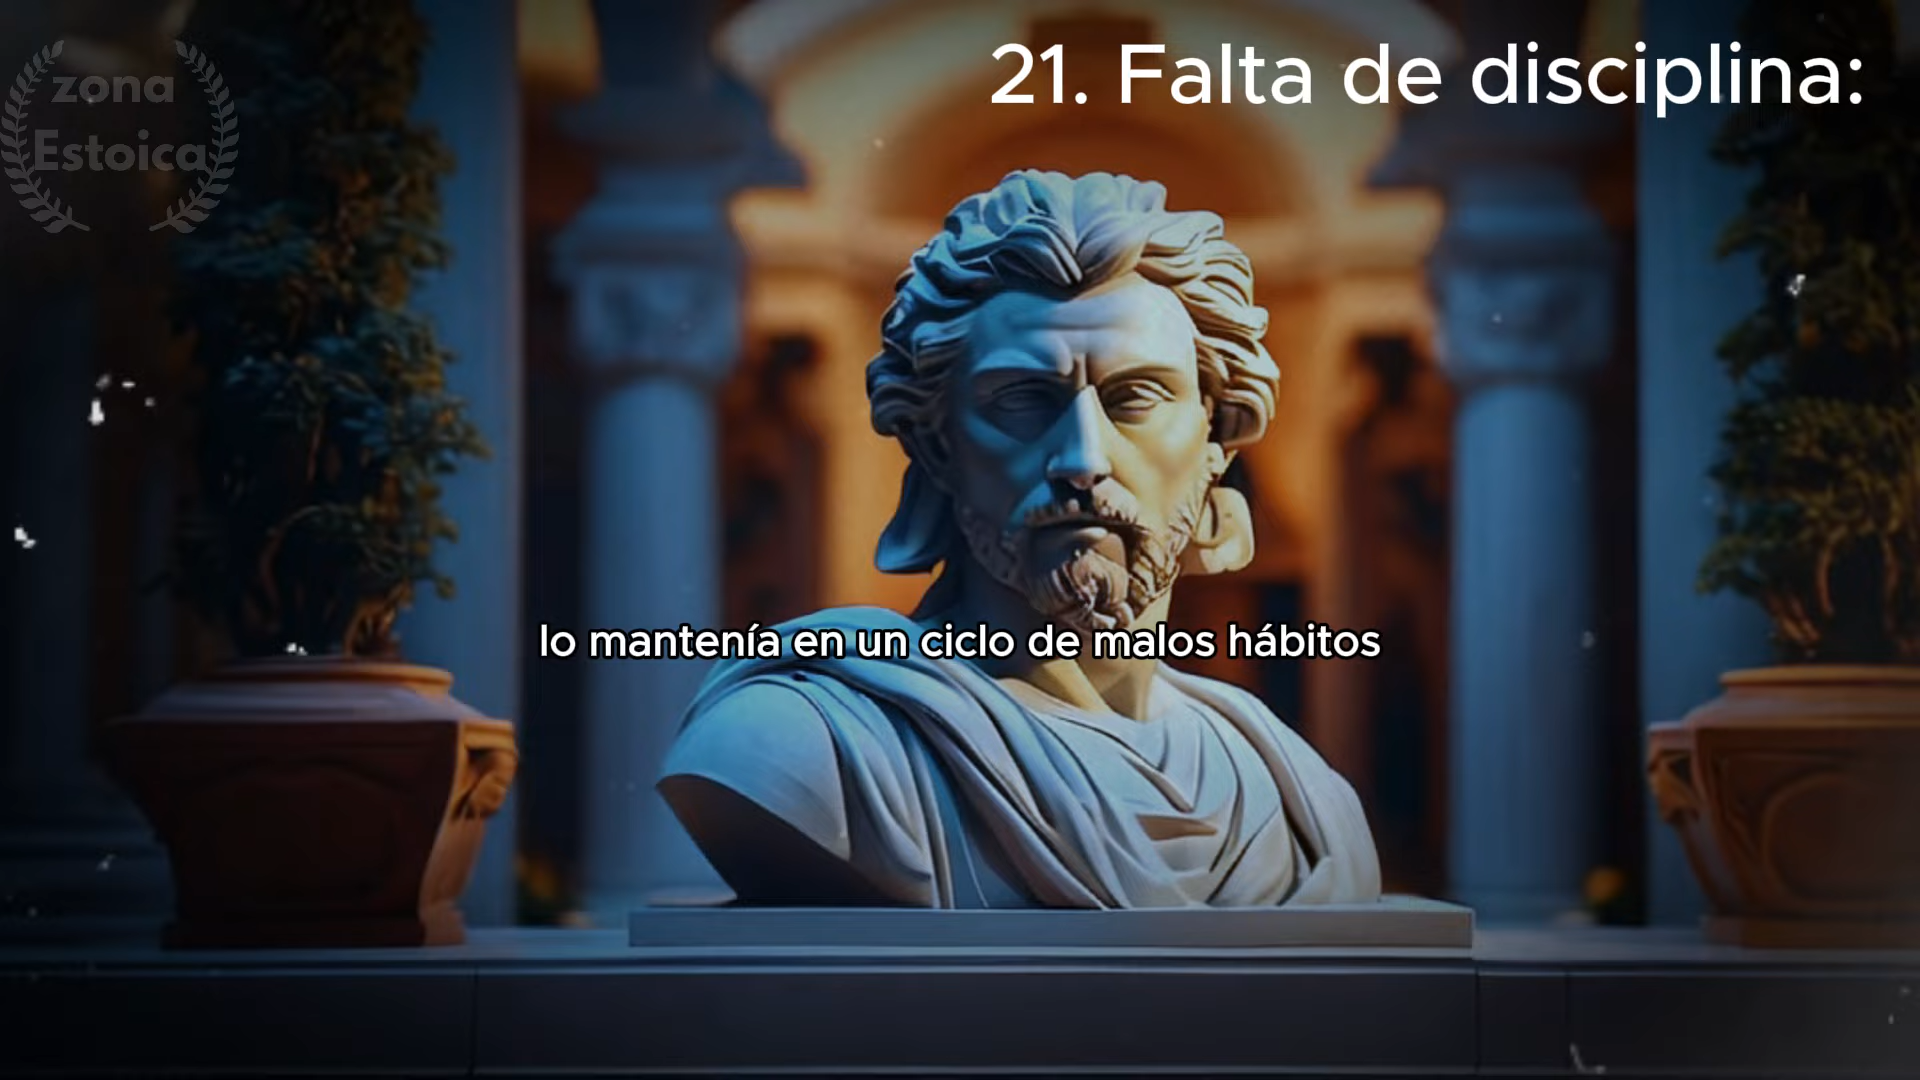 zona
Estoica
21. Falta de disciplina:
lo mantenía en un ciclo de malos hábitos